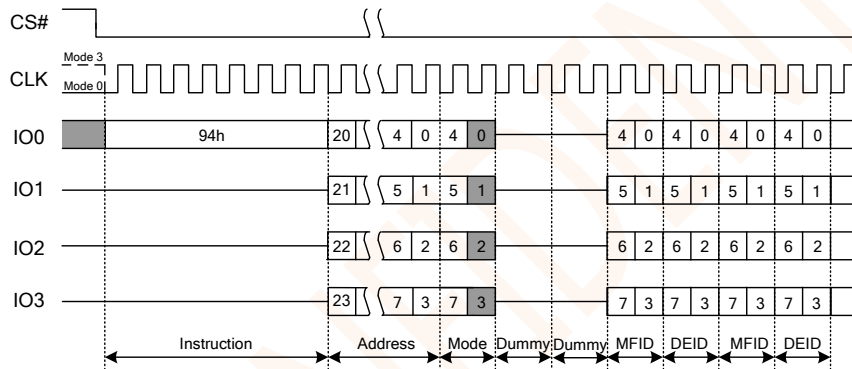 CS#
Mode 3
CLK
Mode 0
IO0 94h 20 4 0 4 0 4 0 4 0 4 0 4 0
IO1 21 5 1 5 1 5 1 5 1 5 1 5 1
IO2 22 6 2 6 2 6 2 6 2 6 2 6 2
IO3 23 7 3 7 3 7 3 7 3 7 3 7 3
Instruction Address Mode Dummy Dummy MFID DEID MFID DEID